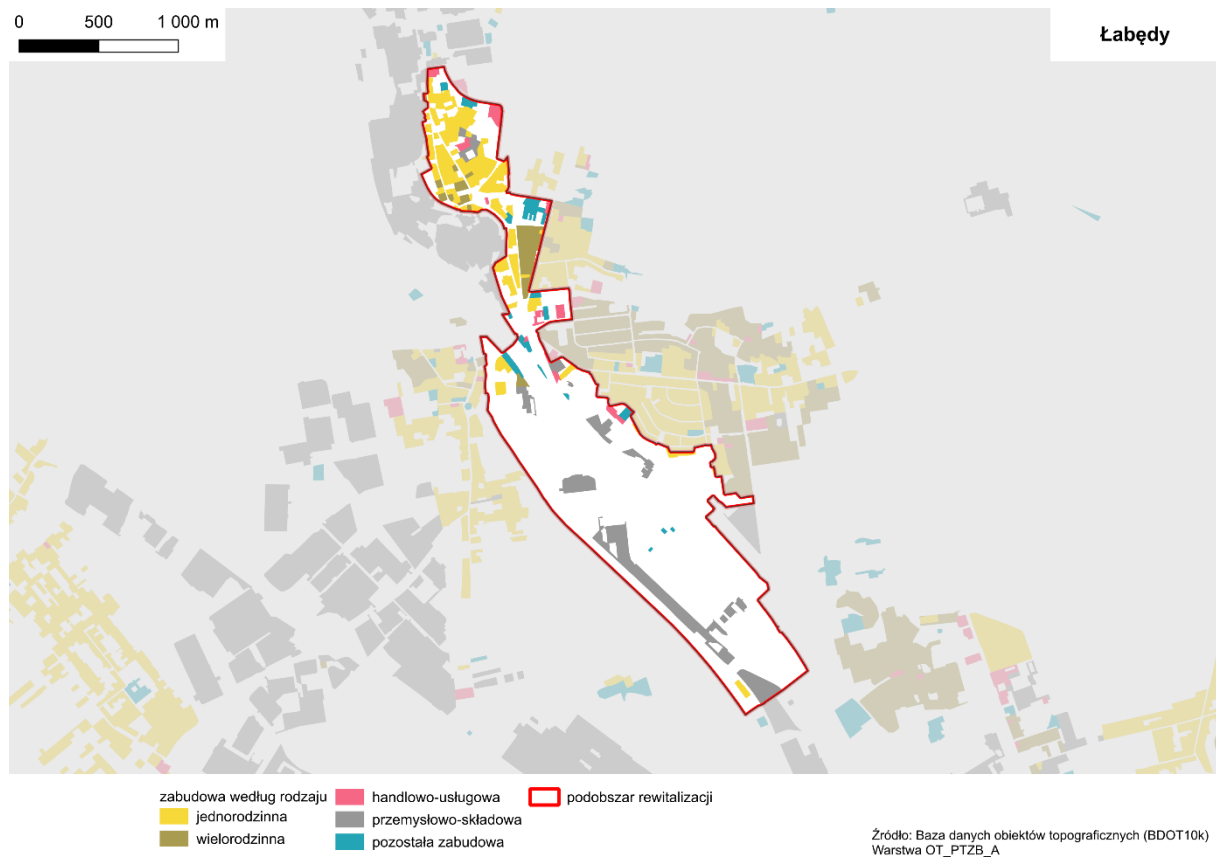 0 500 1 000 m
Łabędy
zabudowa według rodzaju
jednorodzinna
wielorodzinna
handlowo-usługowa
przemysłowo-składowa
pozostała zabudowa
podobszar rewitalizacji
Źródło: Baza danych obiektów topograficznych (BDOT10k)
Warstwa OT_PTZB_A